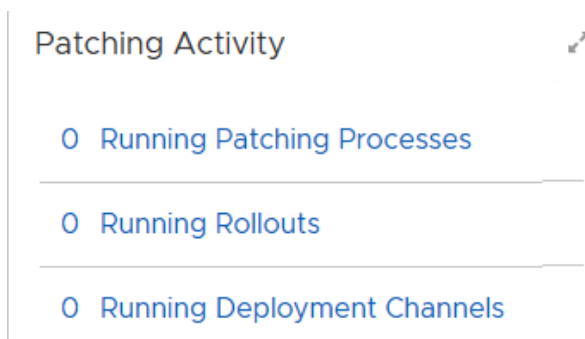 Patching Activity
0 Running Patching Processes
0 Running Rollouts
0 Running Deployment Channels